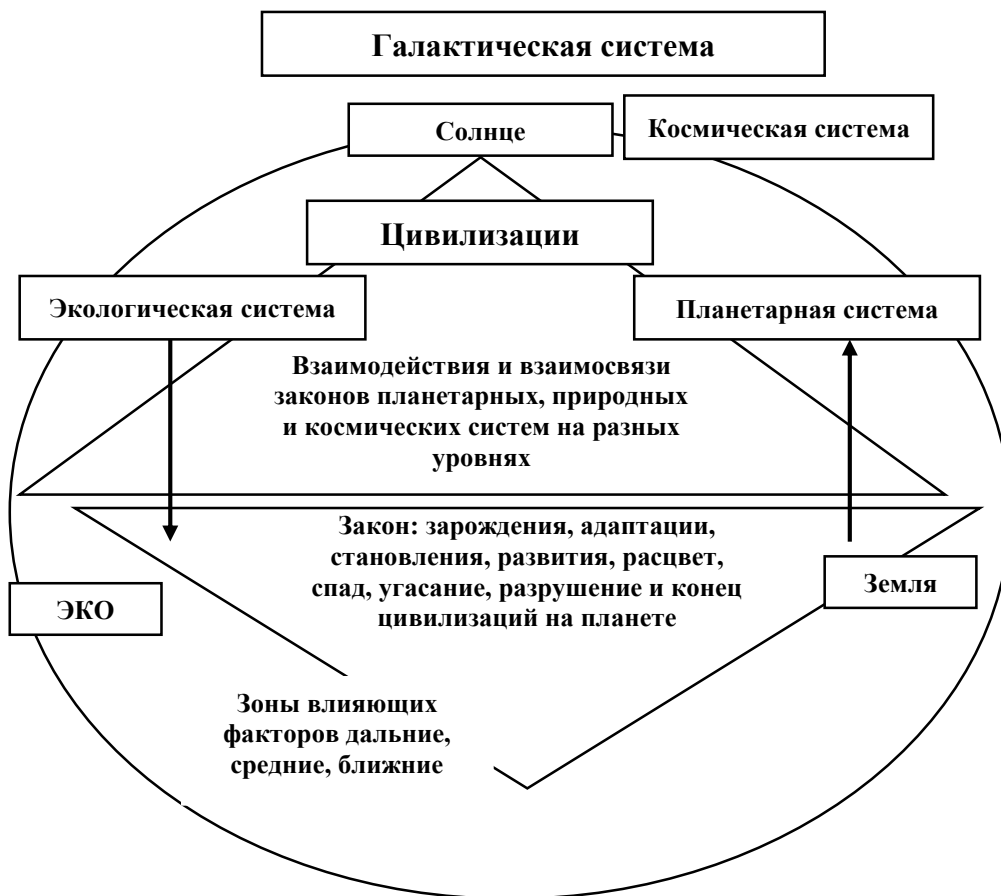 Галактическая система
Солнце
Космическая система
Цивилизации
Экологическая система
Планетарная система
Взаимодействия и взаимосвязи
законов планетарных, природных
и космических систем на разных
уровнях
Закон: зарождения, адаптации,
становления, развития, расцвет,
спад, угасание, разрушение и конец
цивилизаций на планете
ЭКО
Земля
Зоны влияющих
факторов дальние,
средние, ближние